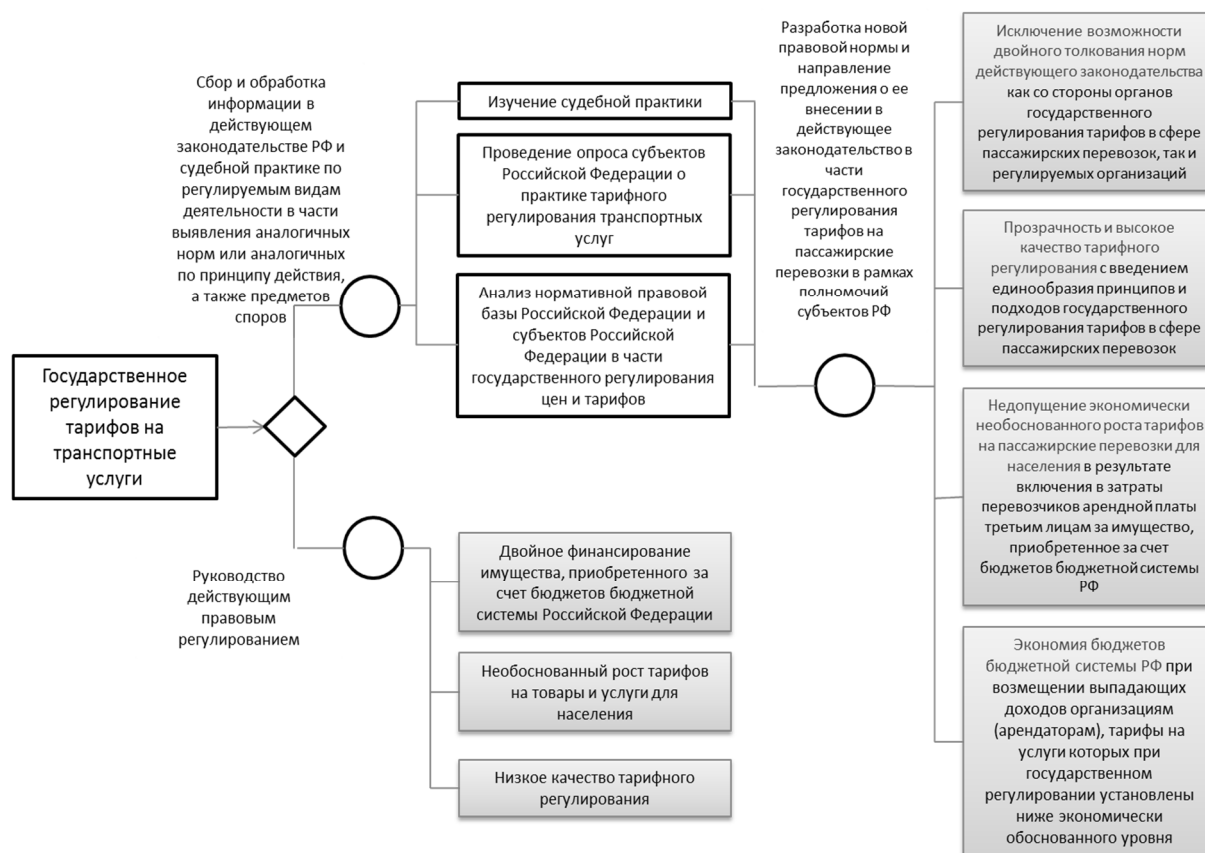 Государственное
регулирование
тарифов на
транспортные
услуги
Сбор и обработка
информации в
действующем
законодательстве РФ и
судебной практике по
регулируемым видам
деятельности в части
выявления аналогичных
норм или аналогичных
по принципу действия,
а также предметов
споров
Руководство
действующим
правовым
регулированием
Изучение судебной практики
Проведение опроса субъектов
Российской Федерации о
практике тарифного
регулирования транспортных
услуг
Анализ нормативной правовой
базы Российской Федерации и
субъектов Российской
Федерации в части
государственного регулирования
цен и тарифов
Двойное финансирование
имущества, приобретенного за
счет бюджетов бюджетной
системы Российской Федерации
Необоснованный рост тарифов
на товары и услуги для
населения
Низкое качество тарифного
регулирования
Разработка новой
правовой нормы и
направление
предложения о ее
внесении в
действующее
законодательство в
части
государственного
регулирования
тарифов на
пассажирские
перевозки в рамках
полномочий
субъектов РФ
Исключение возможности
двойного толкования норм
действующего законодательства
как со стороны органов
государственного
регулирования тарифов в сфере
пассажирских перевозок, так и
регулируемых организаций
Прозрачность и высокое
качество тарифного
регулирования с введением
единообразия принципов и
подходов государственного
регулирования тарифов в сфере
пассажирских перевозок
Недопущение экономически
необоснованного роста тарифов
на пассажирские перевозки для
населения в результате
включения в затраты
перевозчиков арендной платы
третьим лицам за имущество,
приобретенное за счет
бюджетов бюджетной системы
РФ
Экономия бюджетов
бюджетной системы РФ при
возмещении выпадающих
доходов организациям
(арендаторам), тарифы на
услуги которых при
государственном
регулировании установлены
ниже экономически
обоснованного уровня